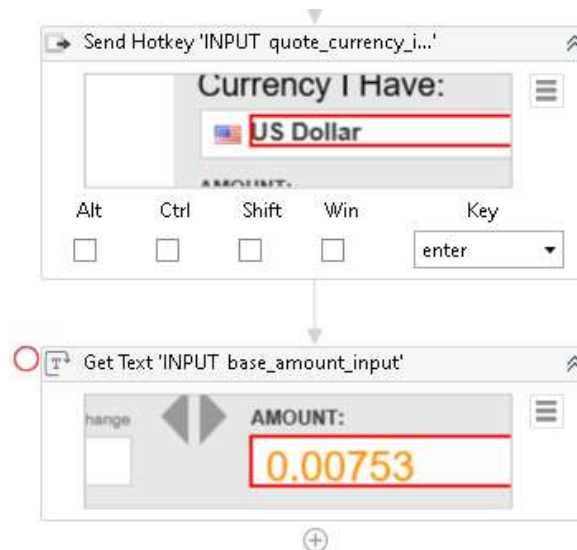 Send Hotkey 'INPUT quote_currency_i...'
Currency I Have:
US Dollar
AMOUNT:
Alt Ctrl Shift Win Key
enter
Get Text 'INPUT base_amount_input'
hange
AMOUNT:
0.00753